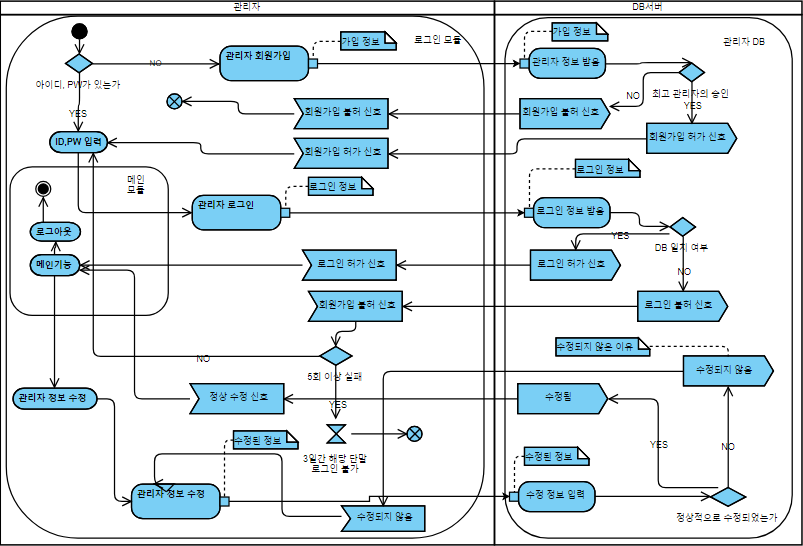 관리자
DB서버
가입 정보
로그인 모듈
관리자 회원가입
NO
아이디, PW가 있는가
YES
가입 정보
관리자 DB
관리자 정보 받음
NO
최고 관리자의 승인
YES
회원가입 불허 신호
회원가입 불허 신호
ID,PW 입력
회원가입 허가 신호
회원가입 허가 신호
메인
모듈
로그인 정보
로그인 정보
관리자 로그인
로그인 정보 받음
로그아웃
YES
DB 일치 여부
NO
메인기능
로그인 허가 신호
로그인 허가 신호
회원가입 불허 신호
로그인 불허 신호
NO
5회 이상 실패
수정되지 않은 이유
수정되지 않음
관리자 정보 수정
정상 수정 신호
YES
수정됨
3일간 해당 단말
로그인 불가
수정된 정보
수정된 정보
YES
NO
관리자 정보 수정
수정되지 않음
수정 정보 입력
정상적으로 수정되었는가